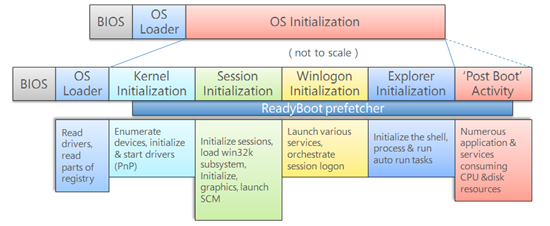 BIOS
OS
Loader
OS Initialization
( not to scale )
BIOS
OS
Loader
Kernel
Initialization
Session
Initialization
Winlogon
Initialization
Explorer
Initialization
'Post Boot'
Activity
ReadyBoot prefetcher
Read
drivers,
read
parts of
registry
Enumerate
devices, initialize
& start drivers
(PnP)
Initialize sessions,
load win32k
subsystem,
Initialize,
graphics, launch
SCM
Launch various
services,
orchestrate
session logon
Initialize the shell,
process & run
auto run tasks
Numerous
application &
services
consuming
CPU &disk
resources